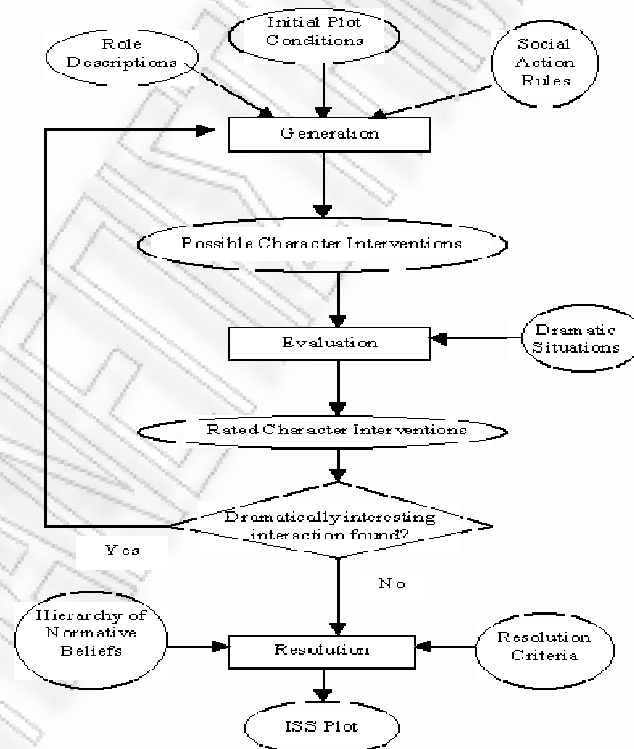 Role
Descriptions
Initial Plot
Conditions
Social
Action
Rules
Generation
Possible Character Interventions
Evaluation
Dramatic
Situations
Rated Character Interventions
Dramatically interesting
interaction found?
Yes
No
Hierarchy of
Normative
Beliefs
Resolution
Resolution
Criteria
ISS Plot